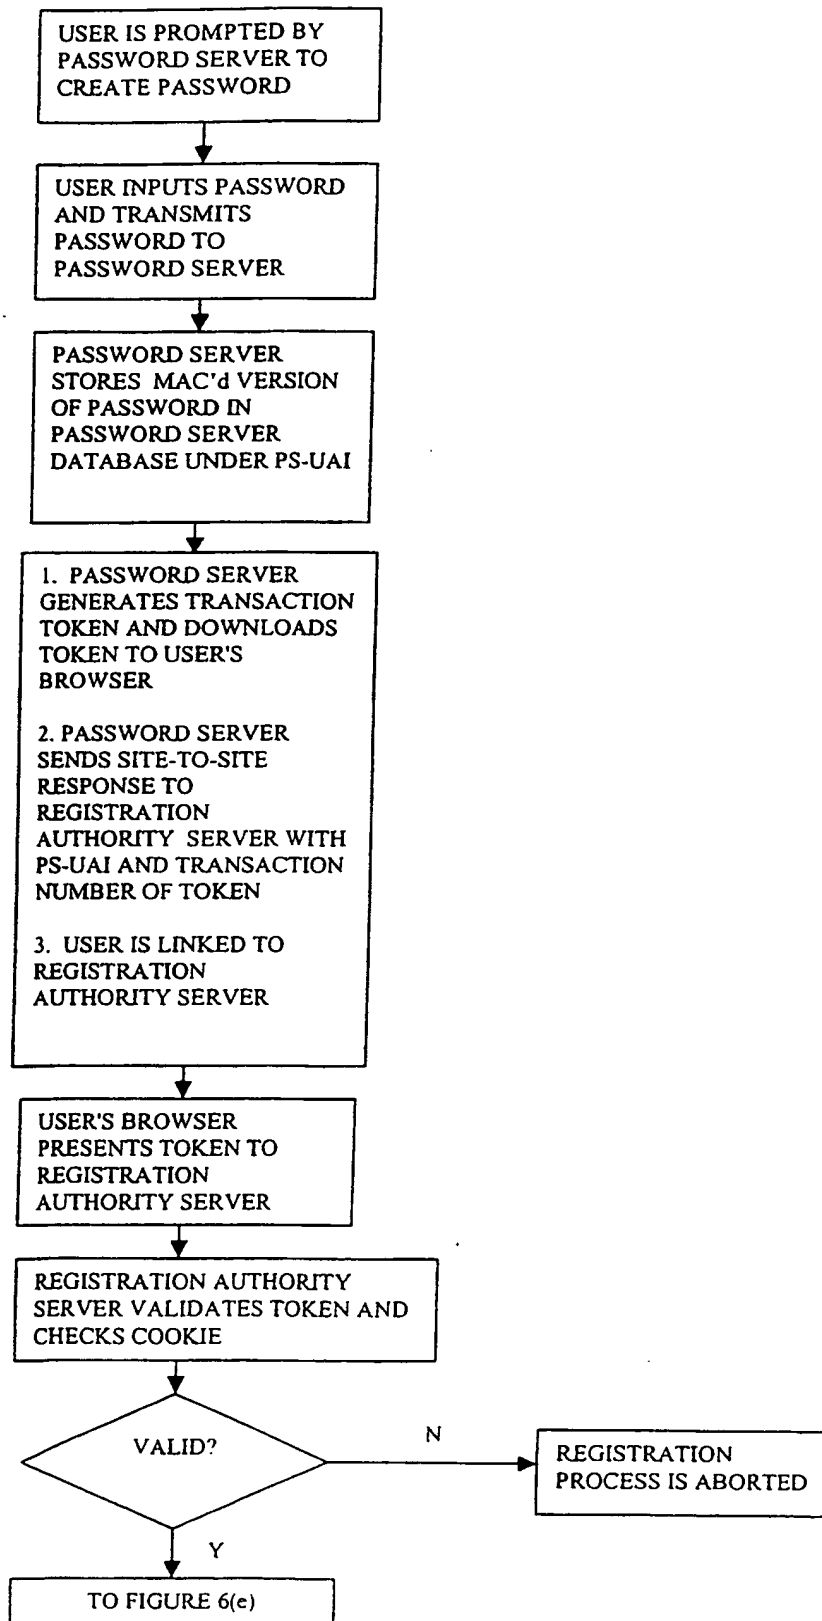 USER IS PROMPTED BY
PASSWORD SERVER TO
CREATE PASSWORD
USER INPUTS PASSWORD
AND TRANSMITS
PASSWORD TO
PASSWORD SERVER
PASSWORD SERVER
STORES MAC'd VERSION
OF PASSWORD IN
PASSWORD SERVER
DATABASE UNDER PS-UAI
1. PASSWORD SERVER
GENERATES TRANSACTION
TOKEN AND DOWNLOADS
TOKEN TO USER'S
BROWSER
2. PASSWORD SERVER
SENDS SITE-TO-SITE
RESPONSE TO
REGISTRATION
AUTHORITY SERVER WITH
PS-UAI AND TRANSACTION
NUMBER OF TOKEN
3. USER IS LINKED TO
REGISTRATION
AUTHORITY SERVER
USER'S BROWSER
PRESENTS TOKEN TO
REGISTRATION
AUTHORITY SERVER
REGISTRATION AUTHORITY
SERVER VALIDATES TOKEN AND
CHECKS COOKIE
VALID?
N
REGISTRATION
PROCESS IS ABORTED
Y
TO FIGURE 6(e)